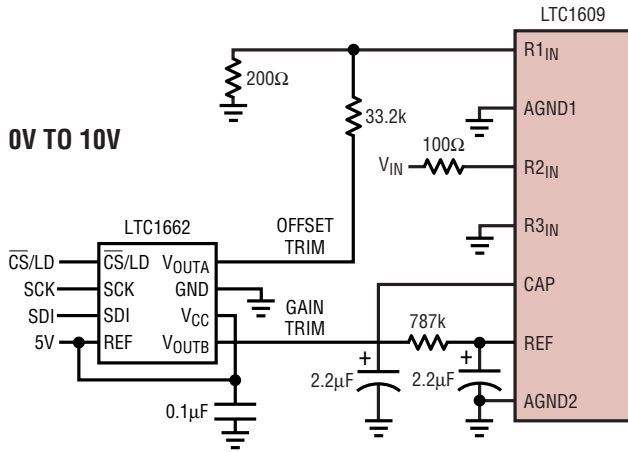 LTC1609
R1IN
200Ω
33.2k
AGND1
0V TO 10V
100Ω
VIN
R2IN
LTC1662
OFFSET
TRIM
R3IN
C̅S̅/LD
C̅S̅/LD
VOUTA
SCK
SCK
GND
CAP
GAIN
TRIM
SDI
SDI
VCC
787k
5V
REF
VOUTB
REF
+
+
2.2µF
2.2µF
0.1µF
AGND2